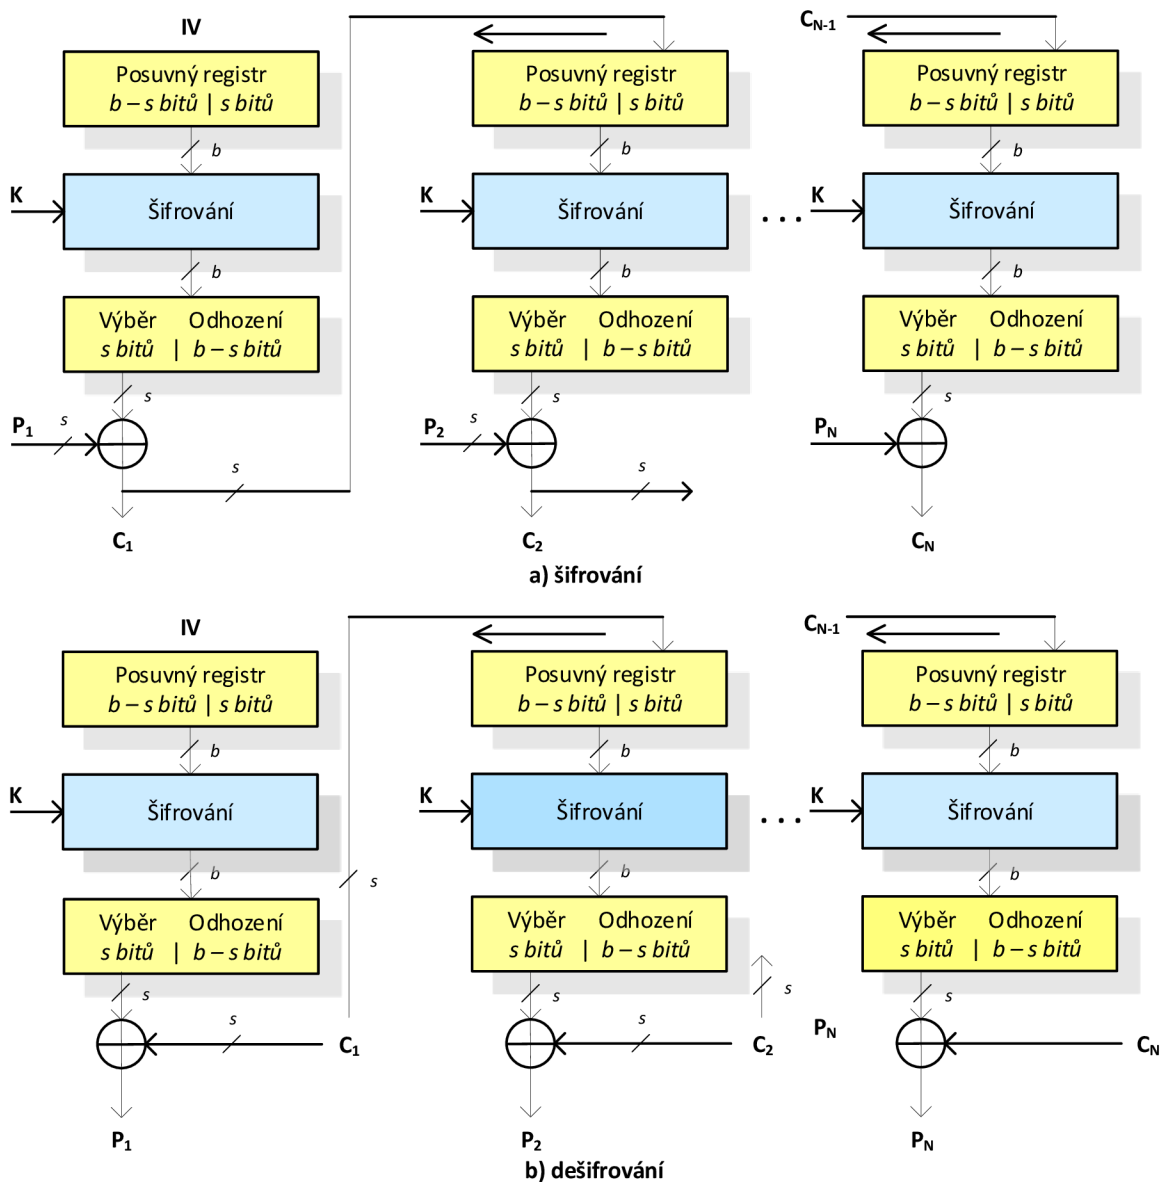 IV
C_{N-1}
Posuvný registr
b – s bitů | s bitů
Posuvný registr
b – s bitů | s bitů
Posuvný registr
b – s bitů | s bitů
b
b
b
K
Šifrování
K
Šifrování
. . .
K
Šifrování
b
b
b
Výběr Odhození
s bitů | b – s bitů
Výběr Odhození
s bitů | b – s bitů
Výběr Odhození
s bitů | b – s bitů
s
s
s
P₁
s
P₂
s
P_N
s
s
C₁
C₂
C_N
a) šifrování
IV
C_{N-1}
Posuvný registr
b – s bitů | s bitů
Posuvný registr
b – s bitů | s bitů
Posuvný registr
b – s bitů | s bitů
b
b
b
K
Šifrování
K
Šifrování
. . .
K
Šifrování
b
s
b
b
Výběr Odhození
s bitů | b – s bitů
Výběr Odhození
s bitů | b – s bitů
Výběr Odhození
s bitů | b – s bitů
s
s
s
s
s
C₁
s
C₂
P_N
C_N
P₁
P₂
P_N
b) dešifrování